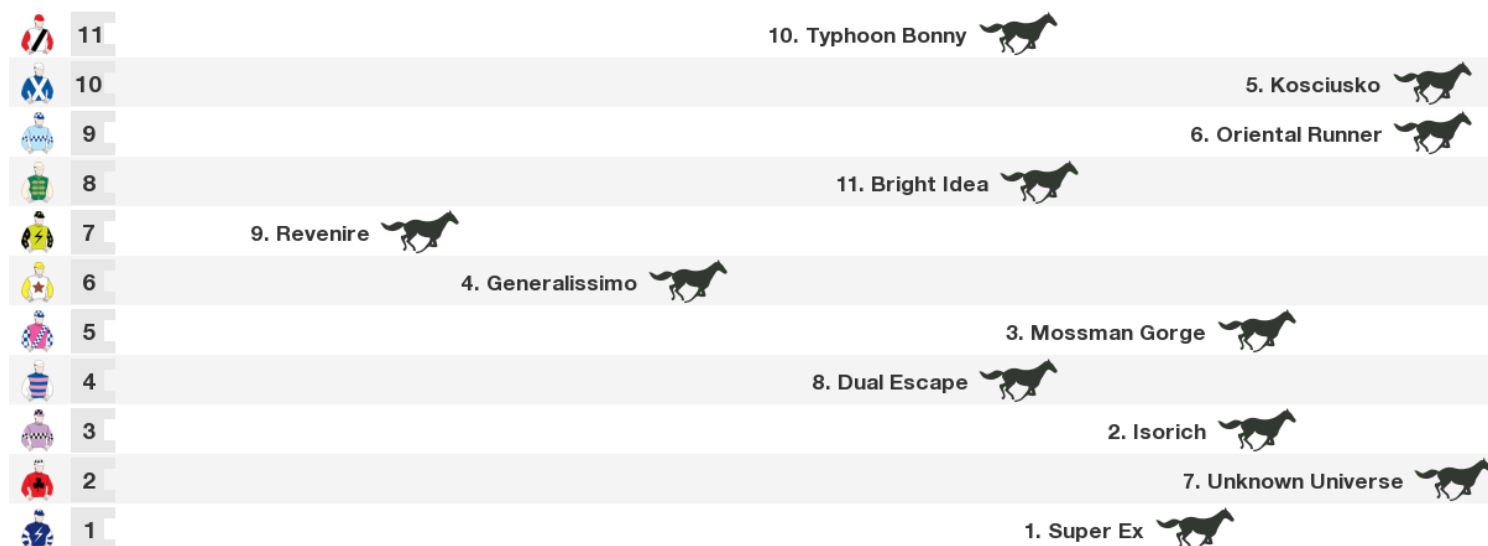 11 10. Typhoon Bonny
10 5. Kosciusko
9 6. Oriental Runner
8 11. Bright Idea
7 9. Revenire
6 4. Generalissimo
5 3. Mossman Gorge
4 8. Dual Escape
3 2. Isorich
2 7. Unknown Universe
1 1. Super Ex